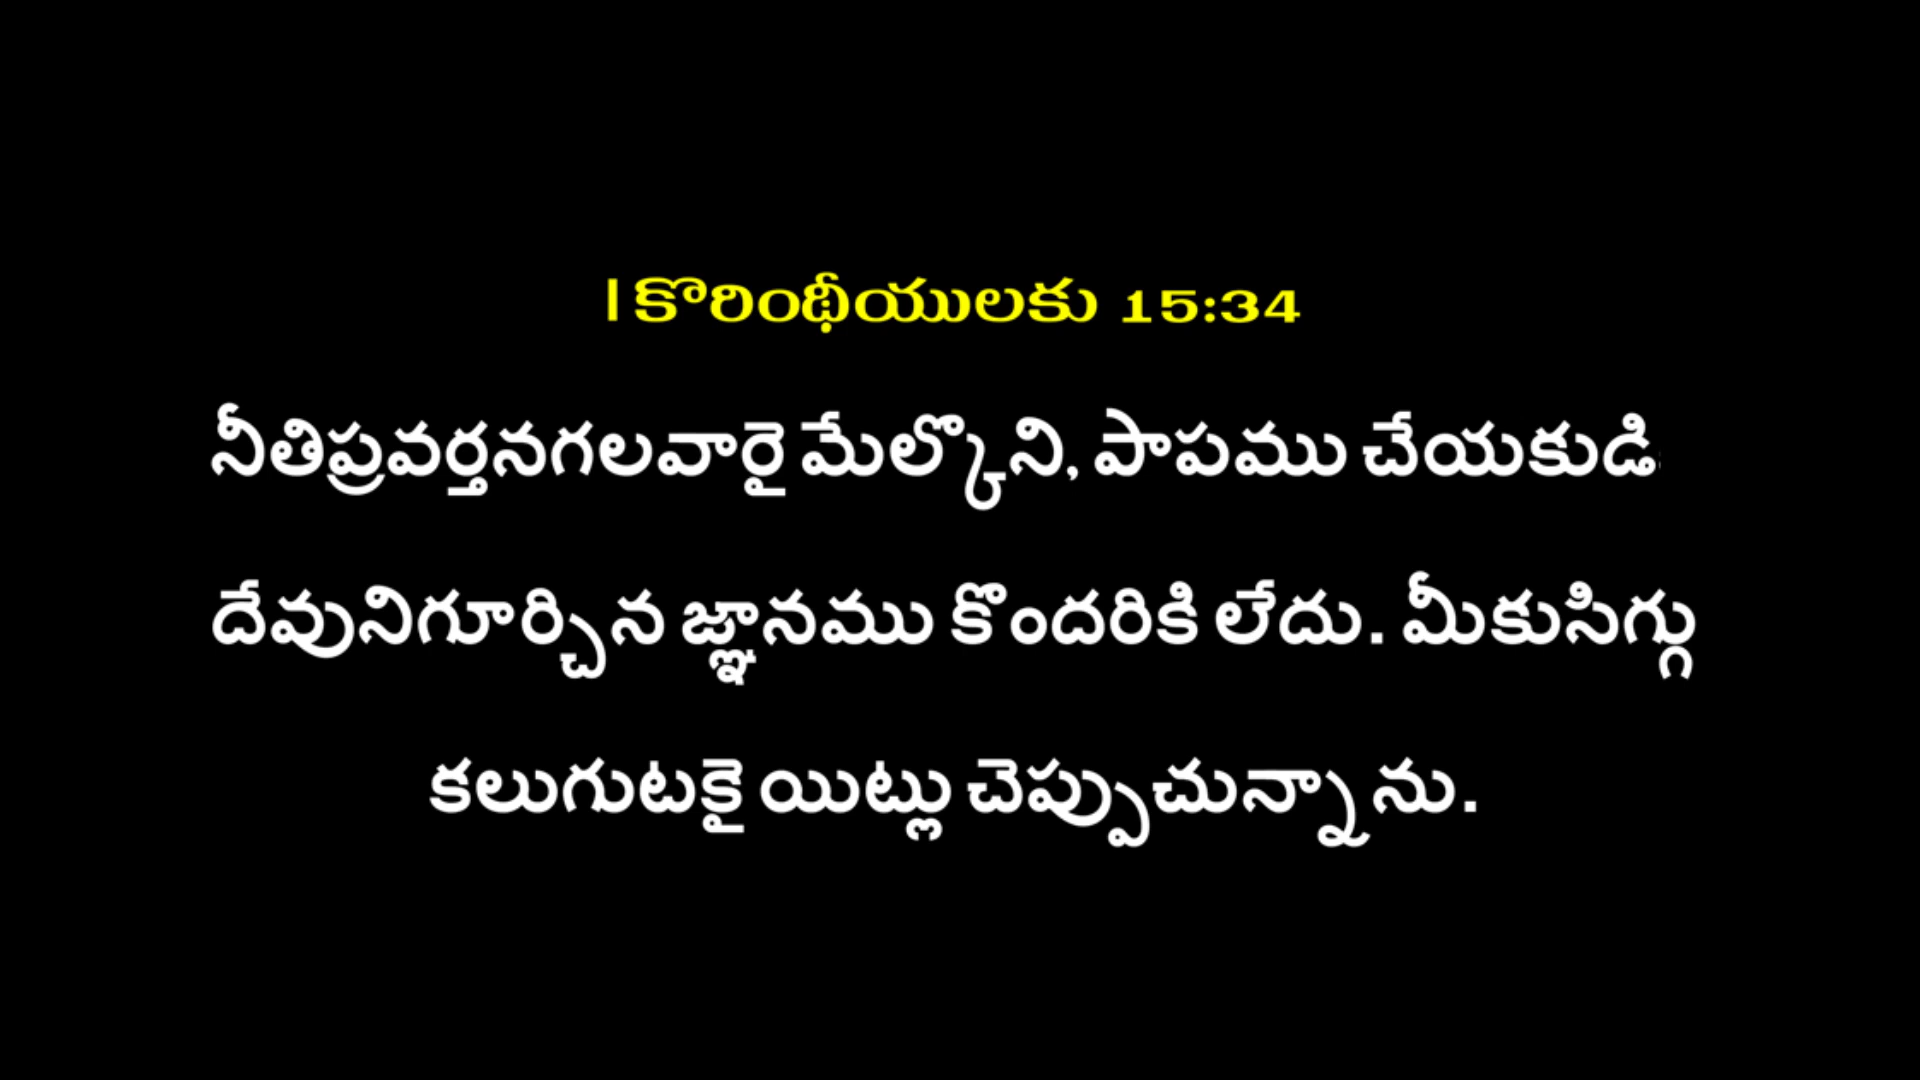 I కొరింథీయులకు 15:34
నీతిప్రవర్తనగలవారై మేల్కొని, పాపము చేయకుడి.
దేవునిగూర్చిన జ్ఞానము కొందరికి లేదు. మీకుసిగ్గు
కలుగుటకై యిట్లు చెప్పుచున్నాను.